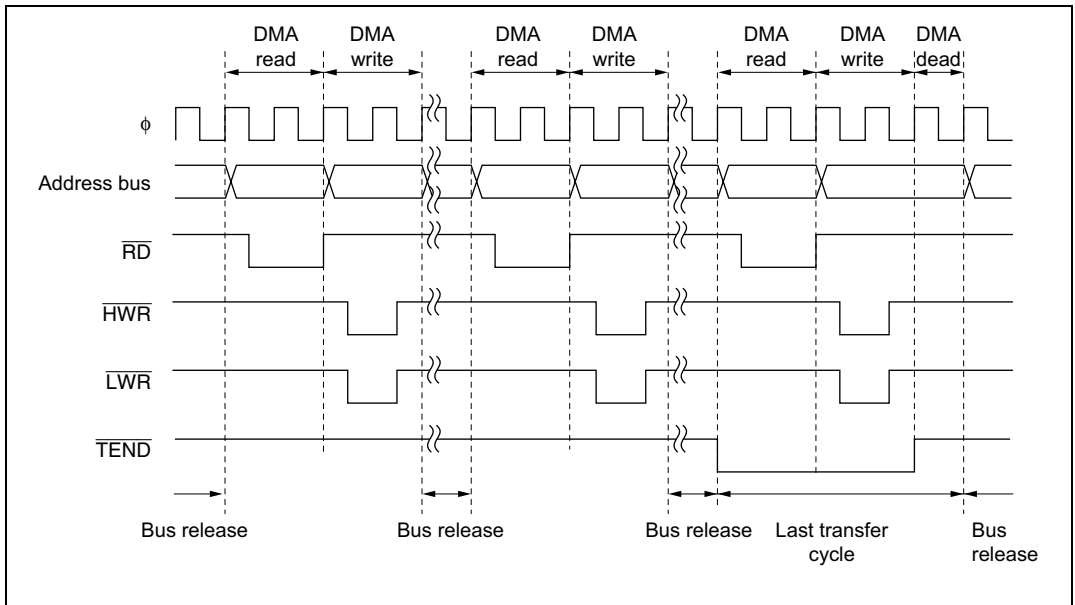 DMA read
DMA write
DMA read
DMA write
DMA read
DMA write
DMA dead
φ
Address bus
RD
HWR
LWR
TEND
Bus release
Bus release
Bus release
Last transfer cycle
Bus release